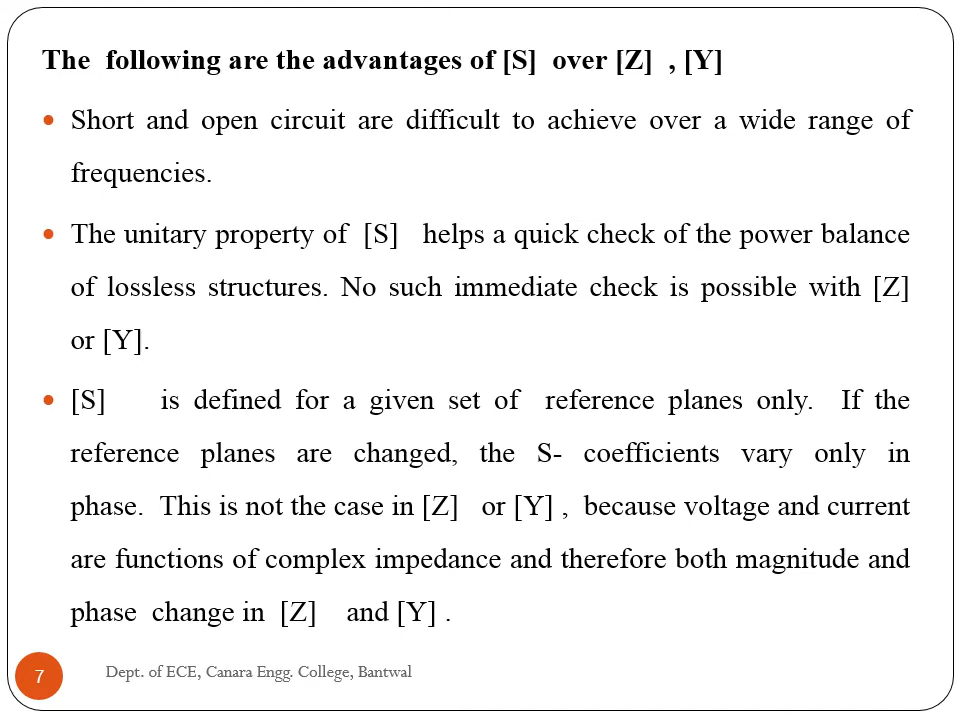 The following are the advantages of [S] over [Z] , [Y]
• Short and open circuit are difficult to achieve over a wide range of
frequencies.
• The unitary property of [S] helps a quick check of the power balance
of lossless structures. No such immediate check is possible with [Z]
or [Y].
• [S] is defined for a given set of reference planes only. If the
reference planes are changed, the S- coefficients vary only in
phase. This is not the case in [Z] or [Y] , because voltage and current
are functions of complex impedance and therefore both magnitude and
phase change in [Z] and [Y] .
7 Dept. of ECE, Canara Engg. College, Bantwal